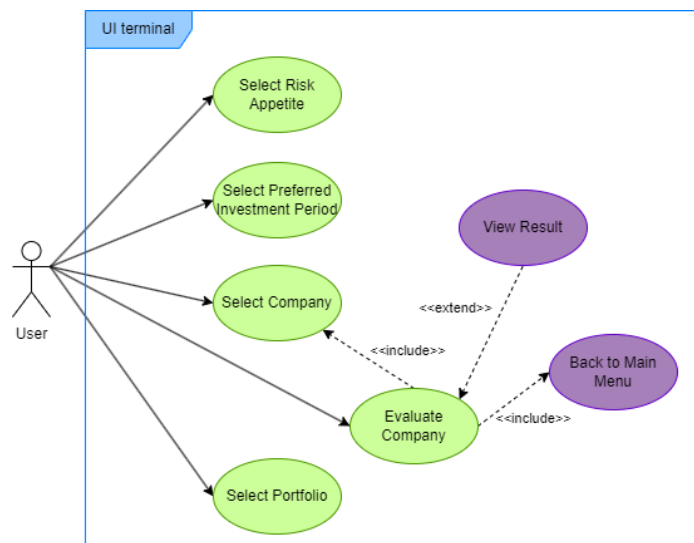 UI terminal
Select Risk
Appetite
Select Preferred
Investment Period
View Result
Select Company
<<extend>>
User
<<include>>
Back to Main
Menu
Evaluate
Company
<<include>>
Select Portfolio